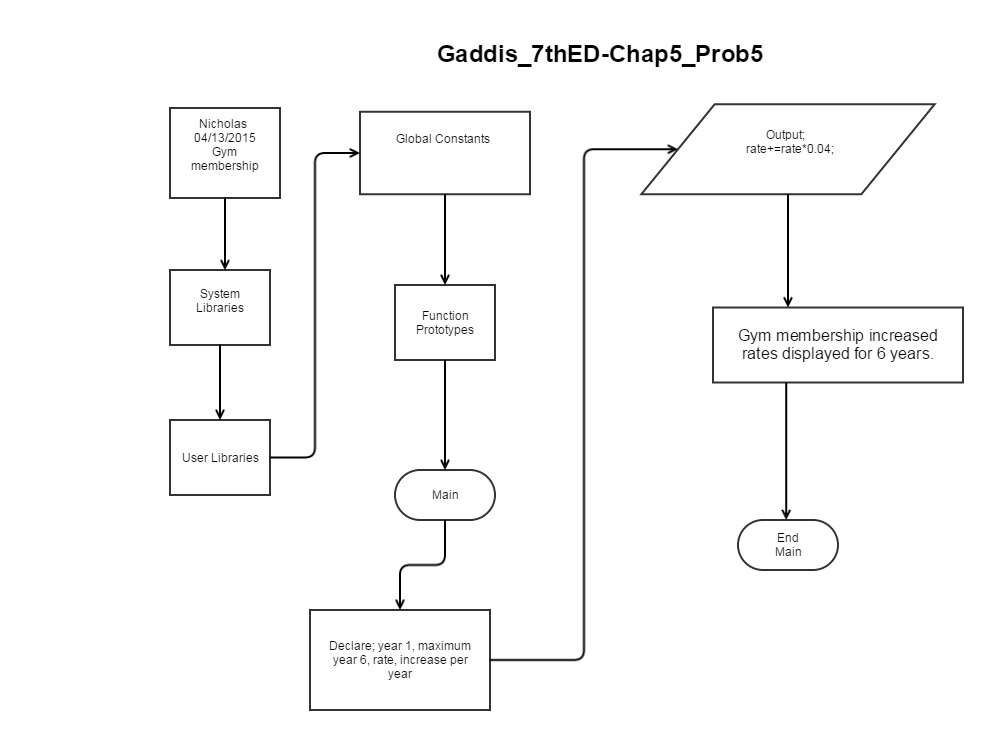 Gaddis_7thED-Chap5_Prob5
Nicholas
04/13/2015
Gym
membership
System
Libraries
User Libraries
Global Constants
Function
Prototypes
Main
Declare; year 1, maximum
year 6, rate, increase per
year
Output;
rate+=rate*0.04;
Gym membership increased
rates displayed for 6 years.
End
Main